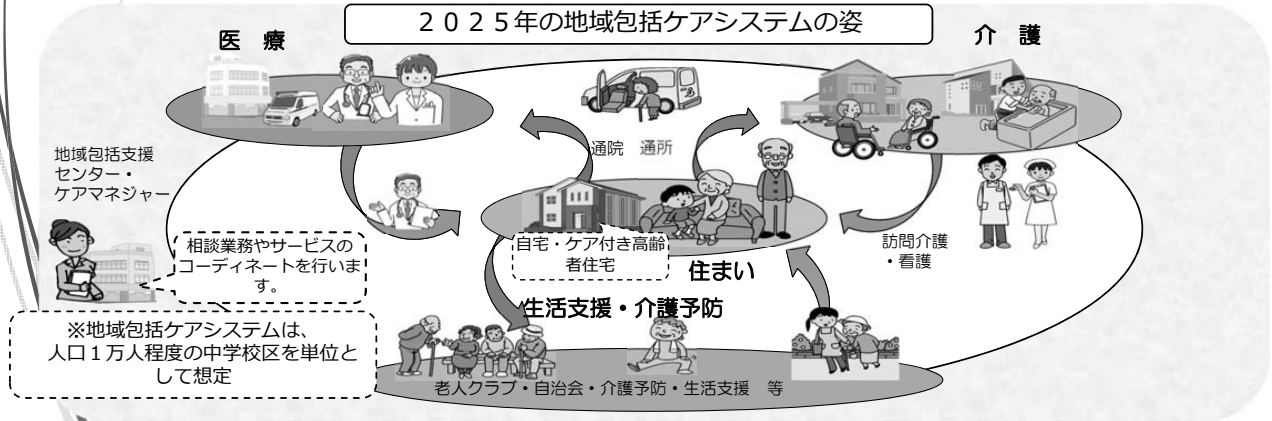 2025年の地域包括ケアシステムの姿
医 療
介 護
地域包括支援
センター・
ケアマネジャー
通院 通所
相談業務やサービスの
コーディネートを行いま
す。
自宅・ケア付き高齢
者住宅
住まい
訪問介護
・看護
生活支援・介護予防
※地域包括ケアシステムは、
人口1万人程度の中学校区を単位と
して想定
老人クラブ・自治会・介護予防・生活支援 等